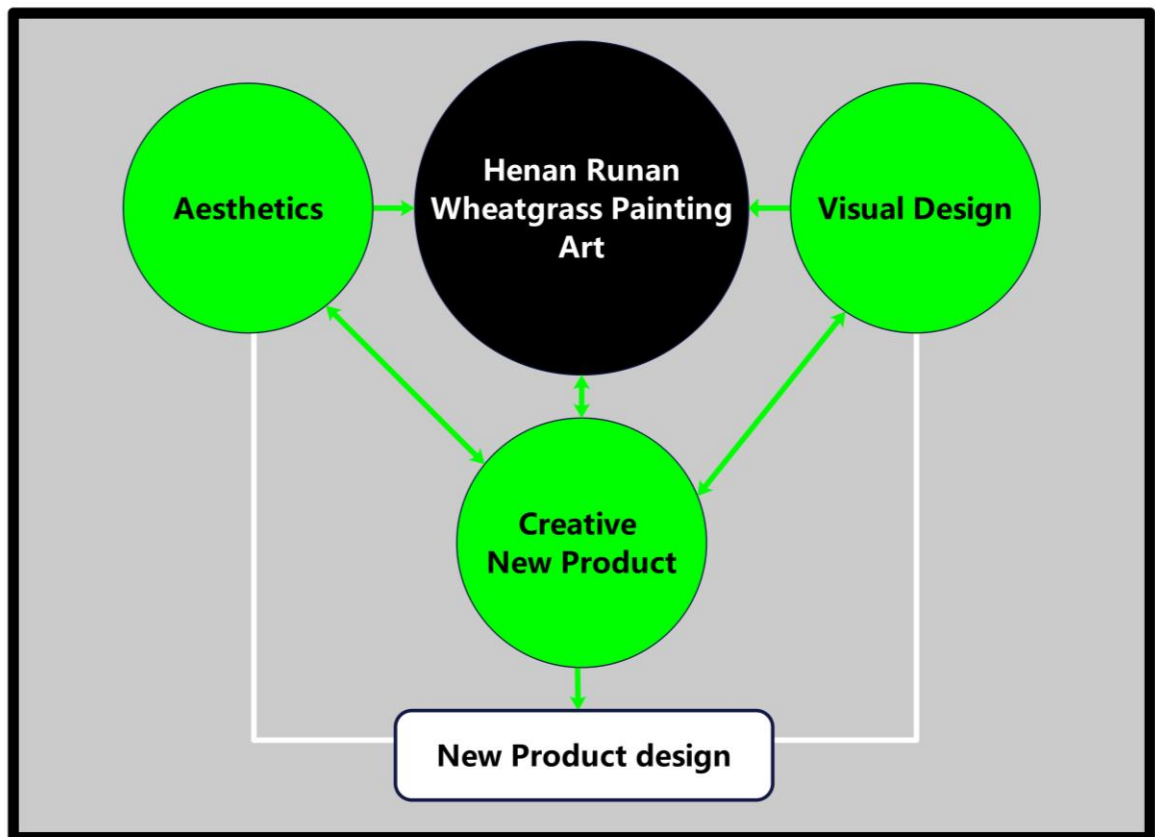 Aesthetics
Henan Runan
Wheatgrass Painting
Art
Visual Design
Creative
New Product
New Product design